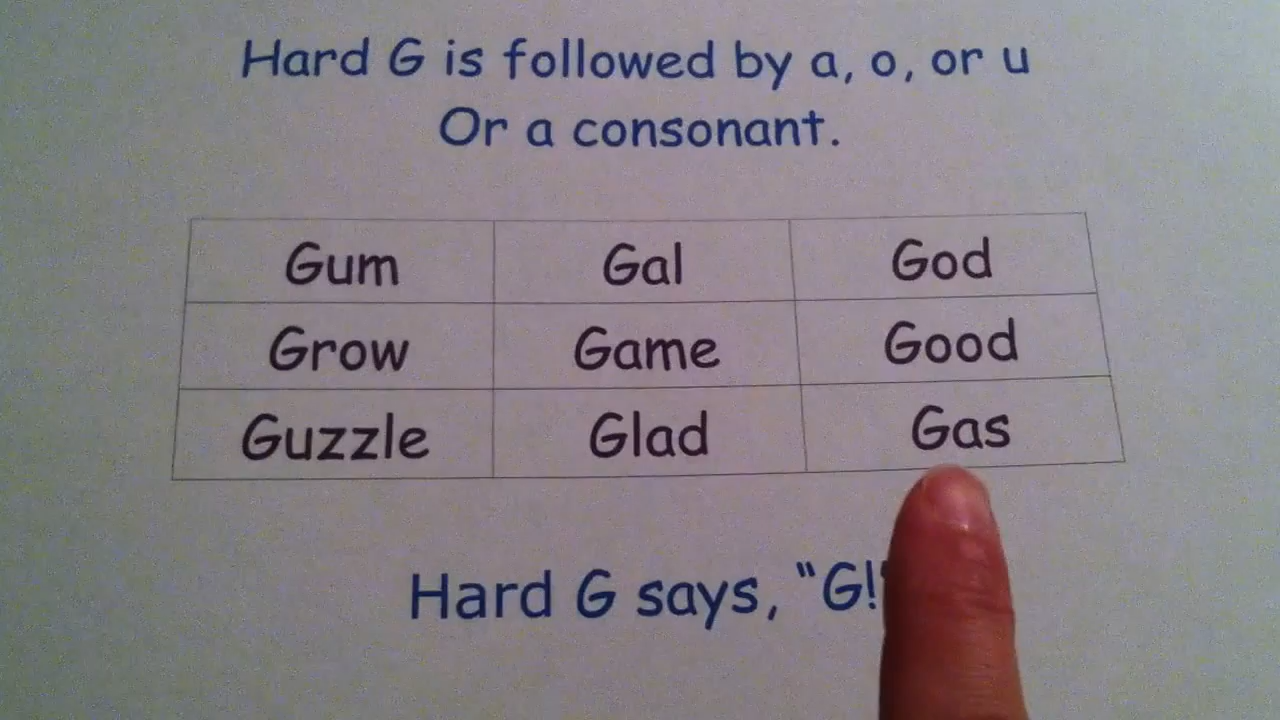 Hard G is followed by a, o, or u
Or a consonant.
Gum Gal God
Grow Game Good
Guzzle Glad Gas
Hard G says, “G!”